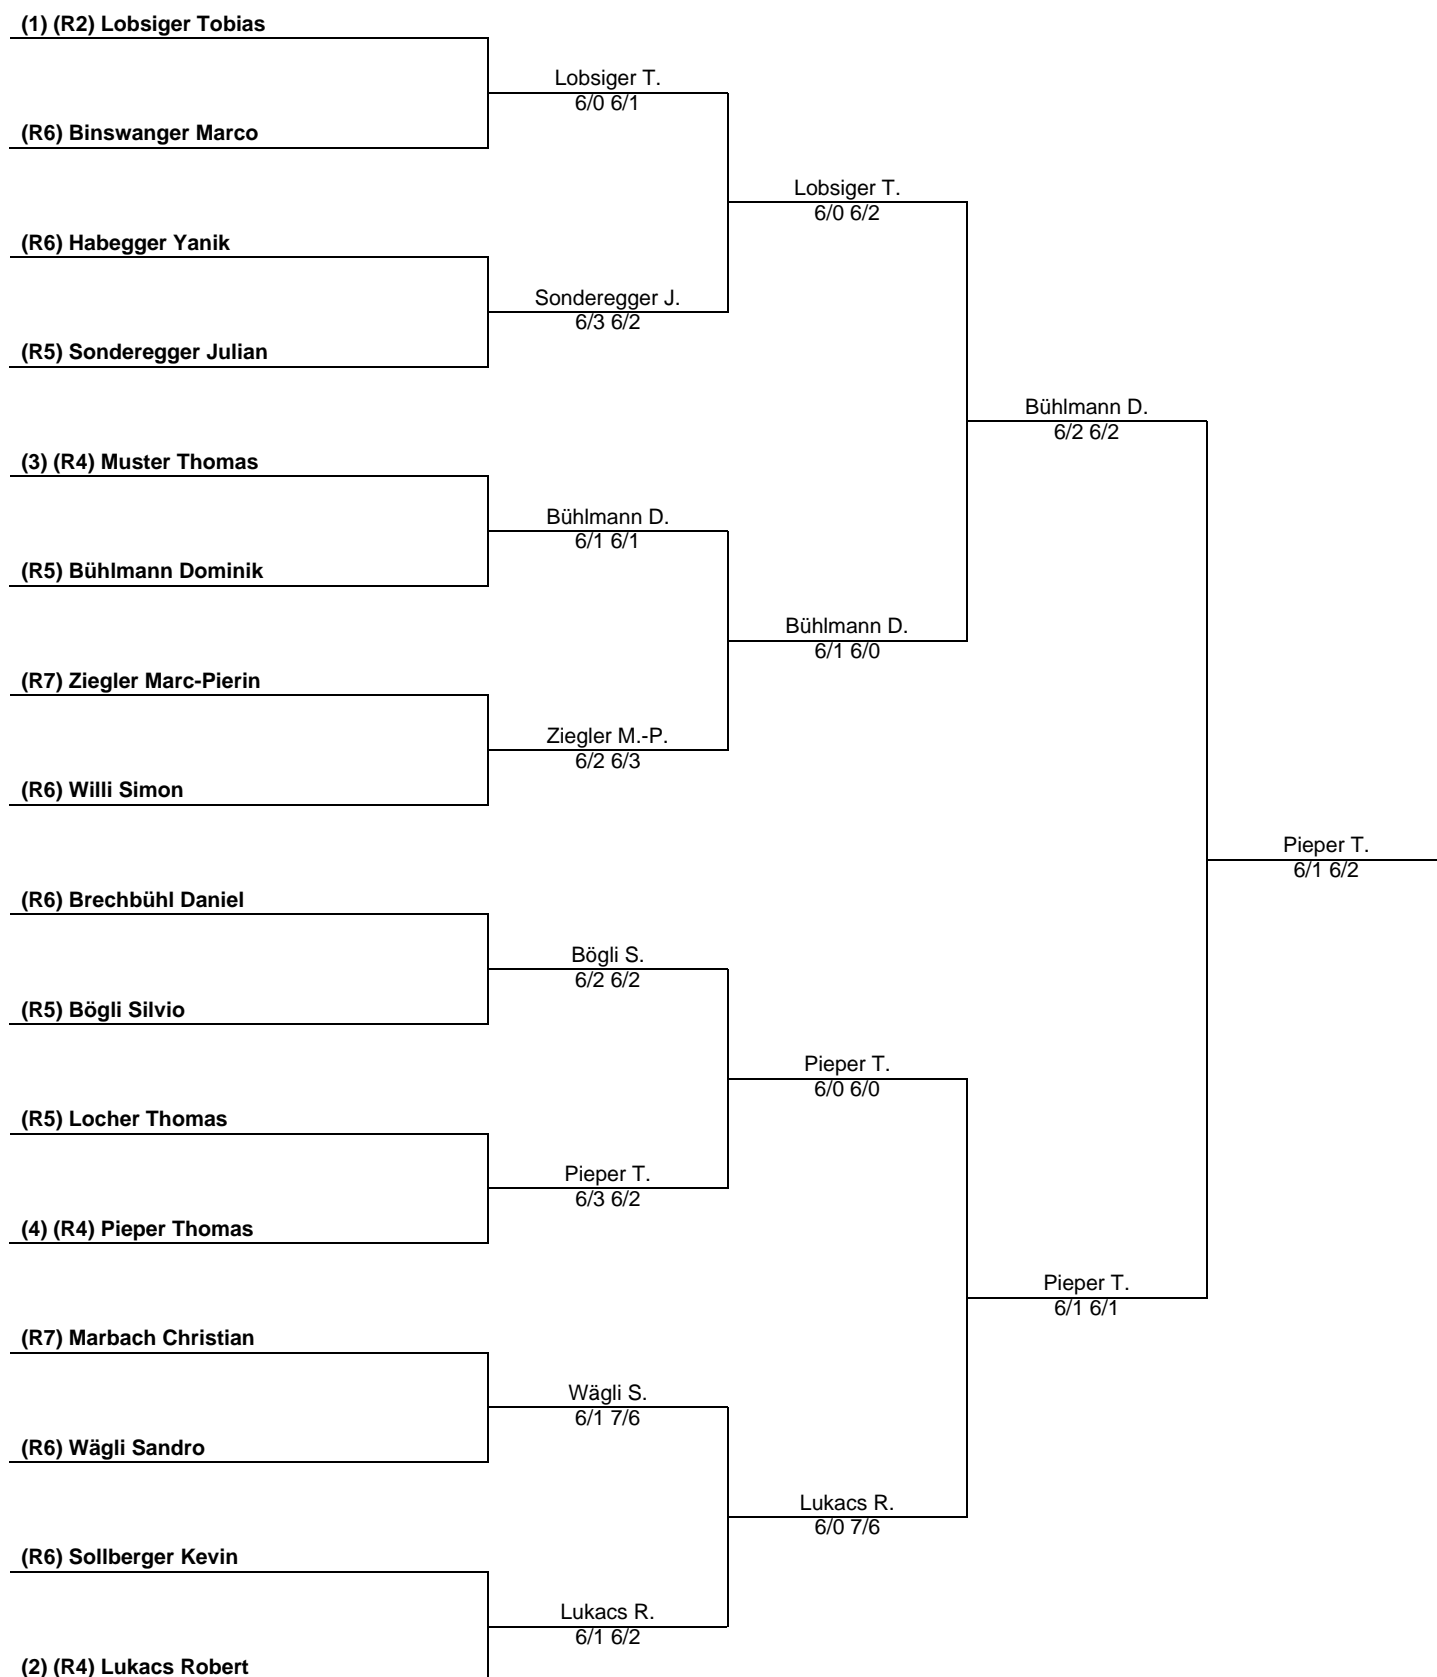 (1) (R2) Lobsiger Tobias
Lobsiger T.
6/0 6/1
(R6) Binswanger Marco
Lobsiger T.
6/0 6/2
(R6) Habegger Yanik
Sonderegger J.
6/3 6/2
(R5) Sonderegger Julian
Bühlmann D.
6/2 6/2
(3) (R4) Muster Thomas
Bühlmann D.
6/1 6/1
(R5) Bühlmann Dominik
Bühlmann D.
6/1 6/0
(R7) Ziegler Marc-Pierin
Ziegler M.-P.
6/2 6/3
(R6) Willi Simon
Pieper T.
6/1 6/2
(R6) Brechbühl Daniel
Bögli S.
6/2 6/2
(R5) Bögli Silvio
Pieper T.
6/0 6/0
(R5) Locher Thomas
Pieper T.
6/3 6/2
(4) (R4) Pieper Thomas
Pieper T.
6/1 6/1
(R7) Marbach Christian
Wägli S.
6/1 7/6
(R6) Wägli Sandro
Lukacs R.
6/0 7/6
(R6) Sollberger Kevin
Lukacs R.
6/1 6/2
(2) (R4) Lukacs Robert